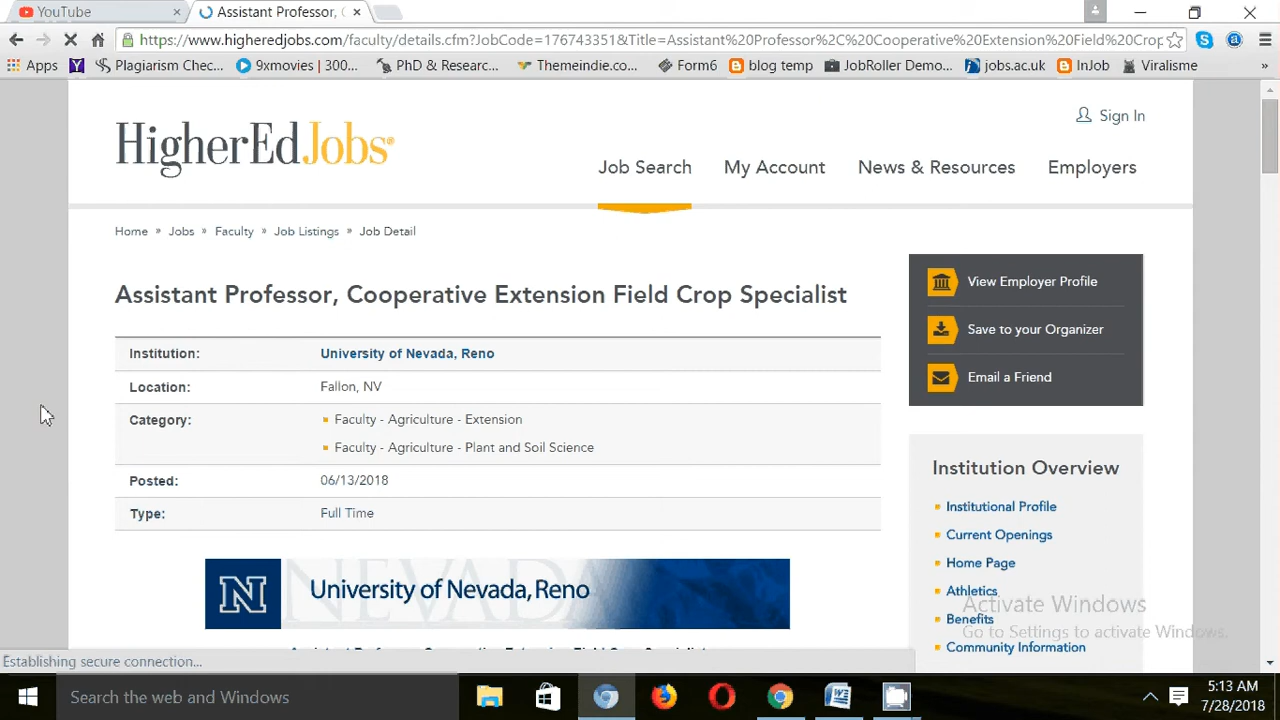 YouTube
Assistant Professor, C
https://www.higheredjobs.com/faculty/details.cfm?JobCode=176743351&Title=Assistant%20Professor%2C%20Cooperative%20Extension%20Field%20Crop
Apps
Plagiarism Chec...
9xmovies | 300...
PhD & Researc...
Themeindie.co...
Form6
blog temp
JobRoller Demo...
jobs.ac.uk
InJob
Viralisme
»
Sign In
HigherEdJobs®
Job Search My Account News & Resources Employers
Home » Jobs » Faculty » Job Listings » Job Detail
Assistant Professor, Cooperative Extension Field Crop Specialist
Institution: University of Nevada, Reno
Location: Fallon, NV
Category: Faculty - Agriculture - Extension
Faculty - Agriculture - Plant and Soil Science
Posted: 06/13/2018
Type: Full Time
N University of Nevada, Reno
View Employer Profile
Save to your Organizer
Email a Friend
Institution Overview
Institutional Profile
Current Openings
Home Page
Athletics
Benefits
Community Information
Activate Windows
Go to Settings to activate Windows.
Establishing secure connection...
Search the web and Windows
5:13 AM
7/28/2018